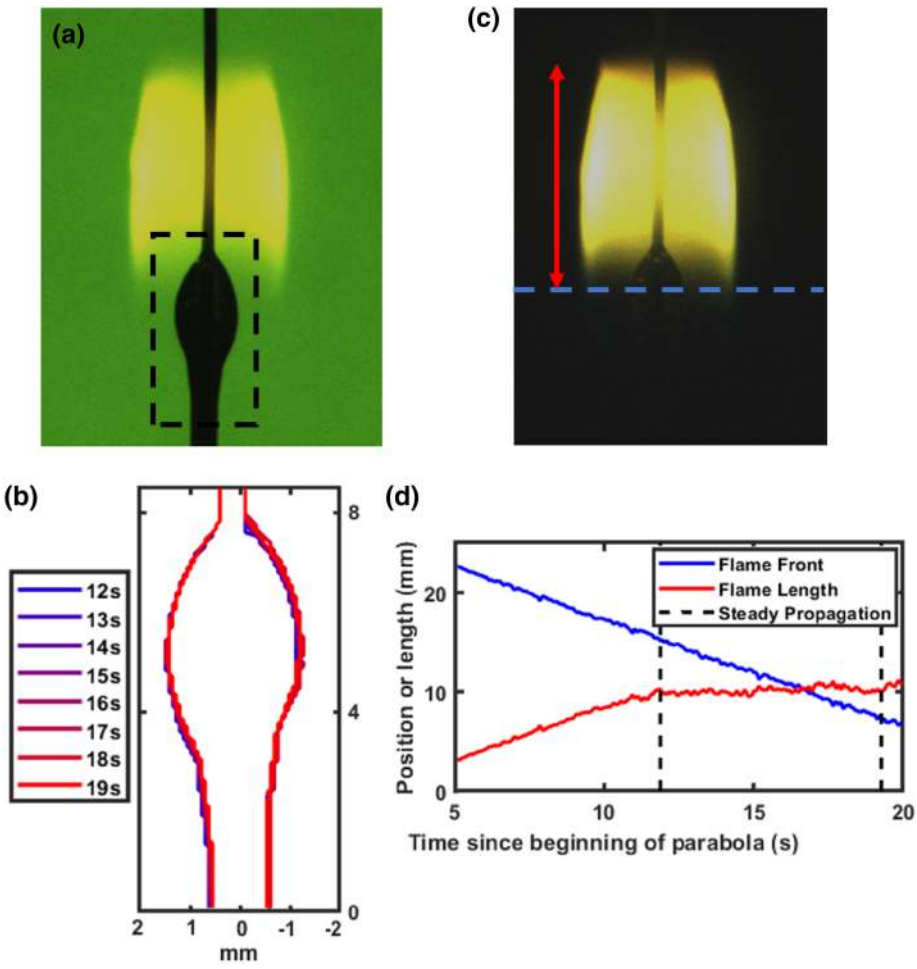 (a)
(c)
(b)
12s
13s
14s
15s
16s
17s
18s
19s
8
4
0
2 1 0 -1 -2
mm
(d)
Position or length (mm)
20
10
0
Flame Front
Flame Length
Steady Propagation
5 10 15 20
Time since beginning of parabola (s)